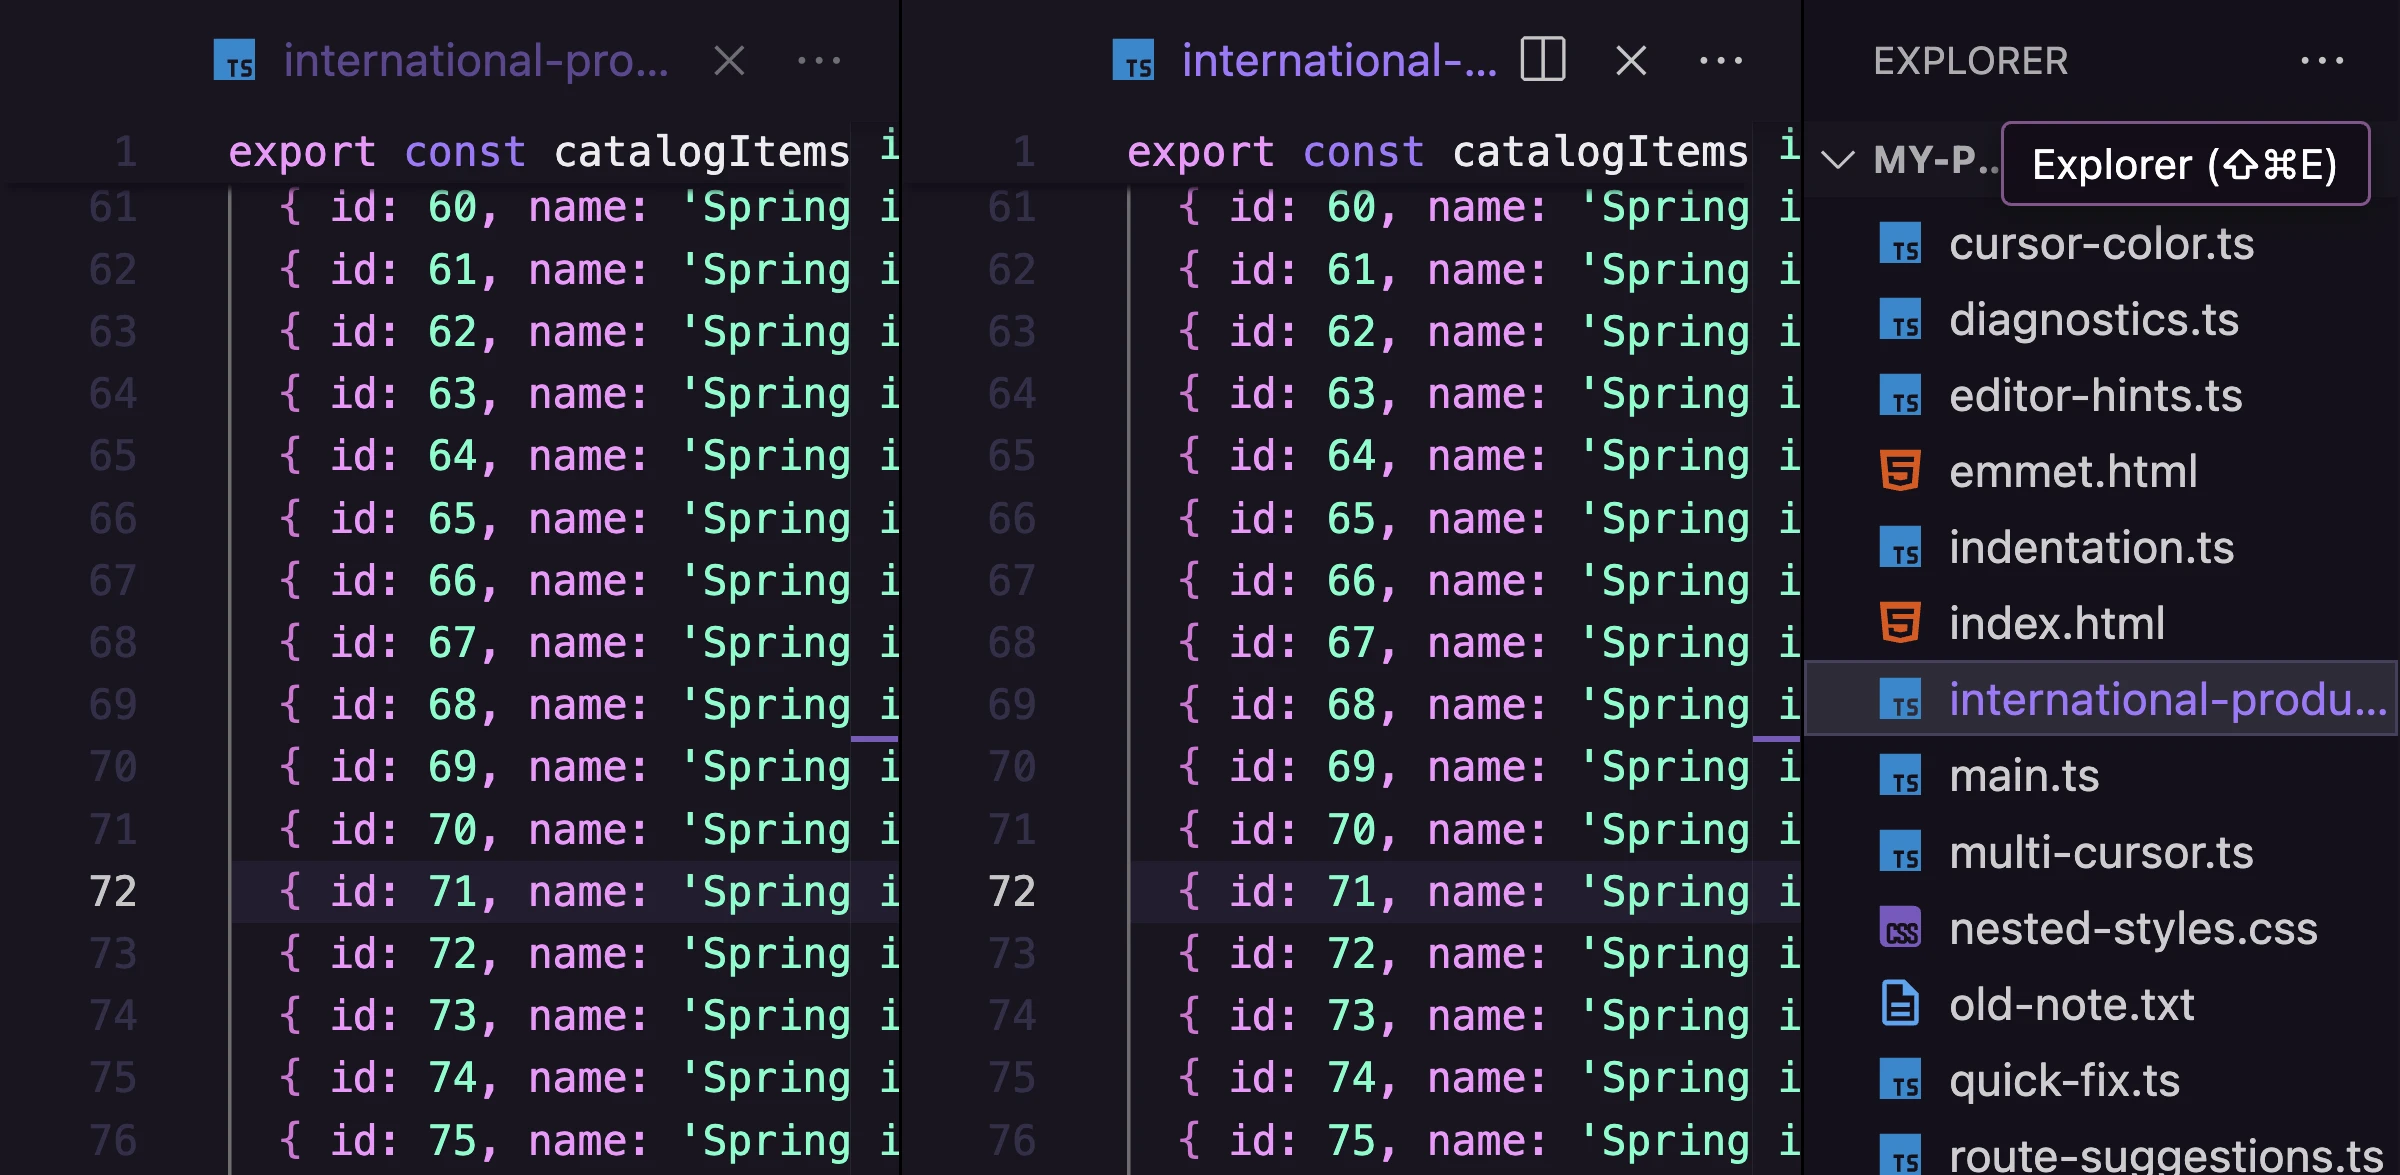 international-pro...
1 export const catalogItems i
61 { id: 60, name: 'Spring i
62 { id: 61, name: 'Spring i
63 { id: 62, name: 'Spring i
64 { id: 63, name: 'Spring i
65 { id: 64, name: 'Spring i
66 { id: 65, name: 'Spring i
67 { id: 66, name: 'Spring i
68 { id: 67, name: 'Spring i
69 { id: 68, name: 'Spring i
70 { id: 69, name: 'Spring i
71 { id: 70, name: 'Spring i
72 { id: 71, name: 'Spring i
73 { id: 72, name: 'Spring i
74 { id: 73, name: 'Spring i
75 { id: 74, name: 'Spring i
76 { id: 75, name: 'Spring i
international-...
1 export const catalogItems i
61 { id: 60, name: 'Spring i
62 { id: 61, name: 'Spring i
63 { id: 62, name: 'Spring i
64 { id: 63, name: 'Spring i
65 { id: 64, name: 'Spring i
66 { id: 65, name: 'Spring i
67 { id: 66, name: 'Spring i
68 { id: 67, name: 'Spring i
69 { id: 68, name: 'Spring i
70 { id: 69, name: 'Spring i
71 { id: 70, name: 'Spring i
72 { id: 71, name: 'Spring i
73 { id: 72, name: 'Spring i
74 { id: 73, name: 'Spring i
75 { id: 74, name: 'Spring i
76 { id: 75, name: 'Spring i
EXPLORER
MY-P...
Explorer (⇧⌘E)
TS cursor-color.ts
TS diagnostics.ts
TS editor-hints.ts
emmet.html
TS indentation.ts
index.html
TS international-produ...
TS main.ts
TS multi-cursor.ts
CSS nested-styles.css
old-note.txt
TS quick-fix.ts
TS route-suggestions.ts